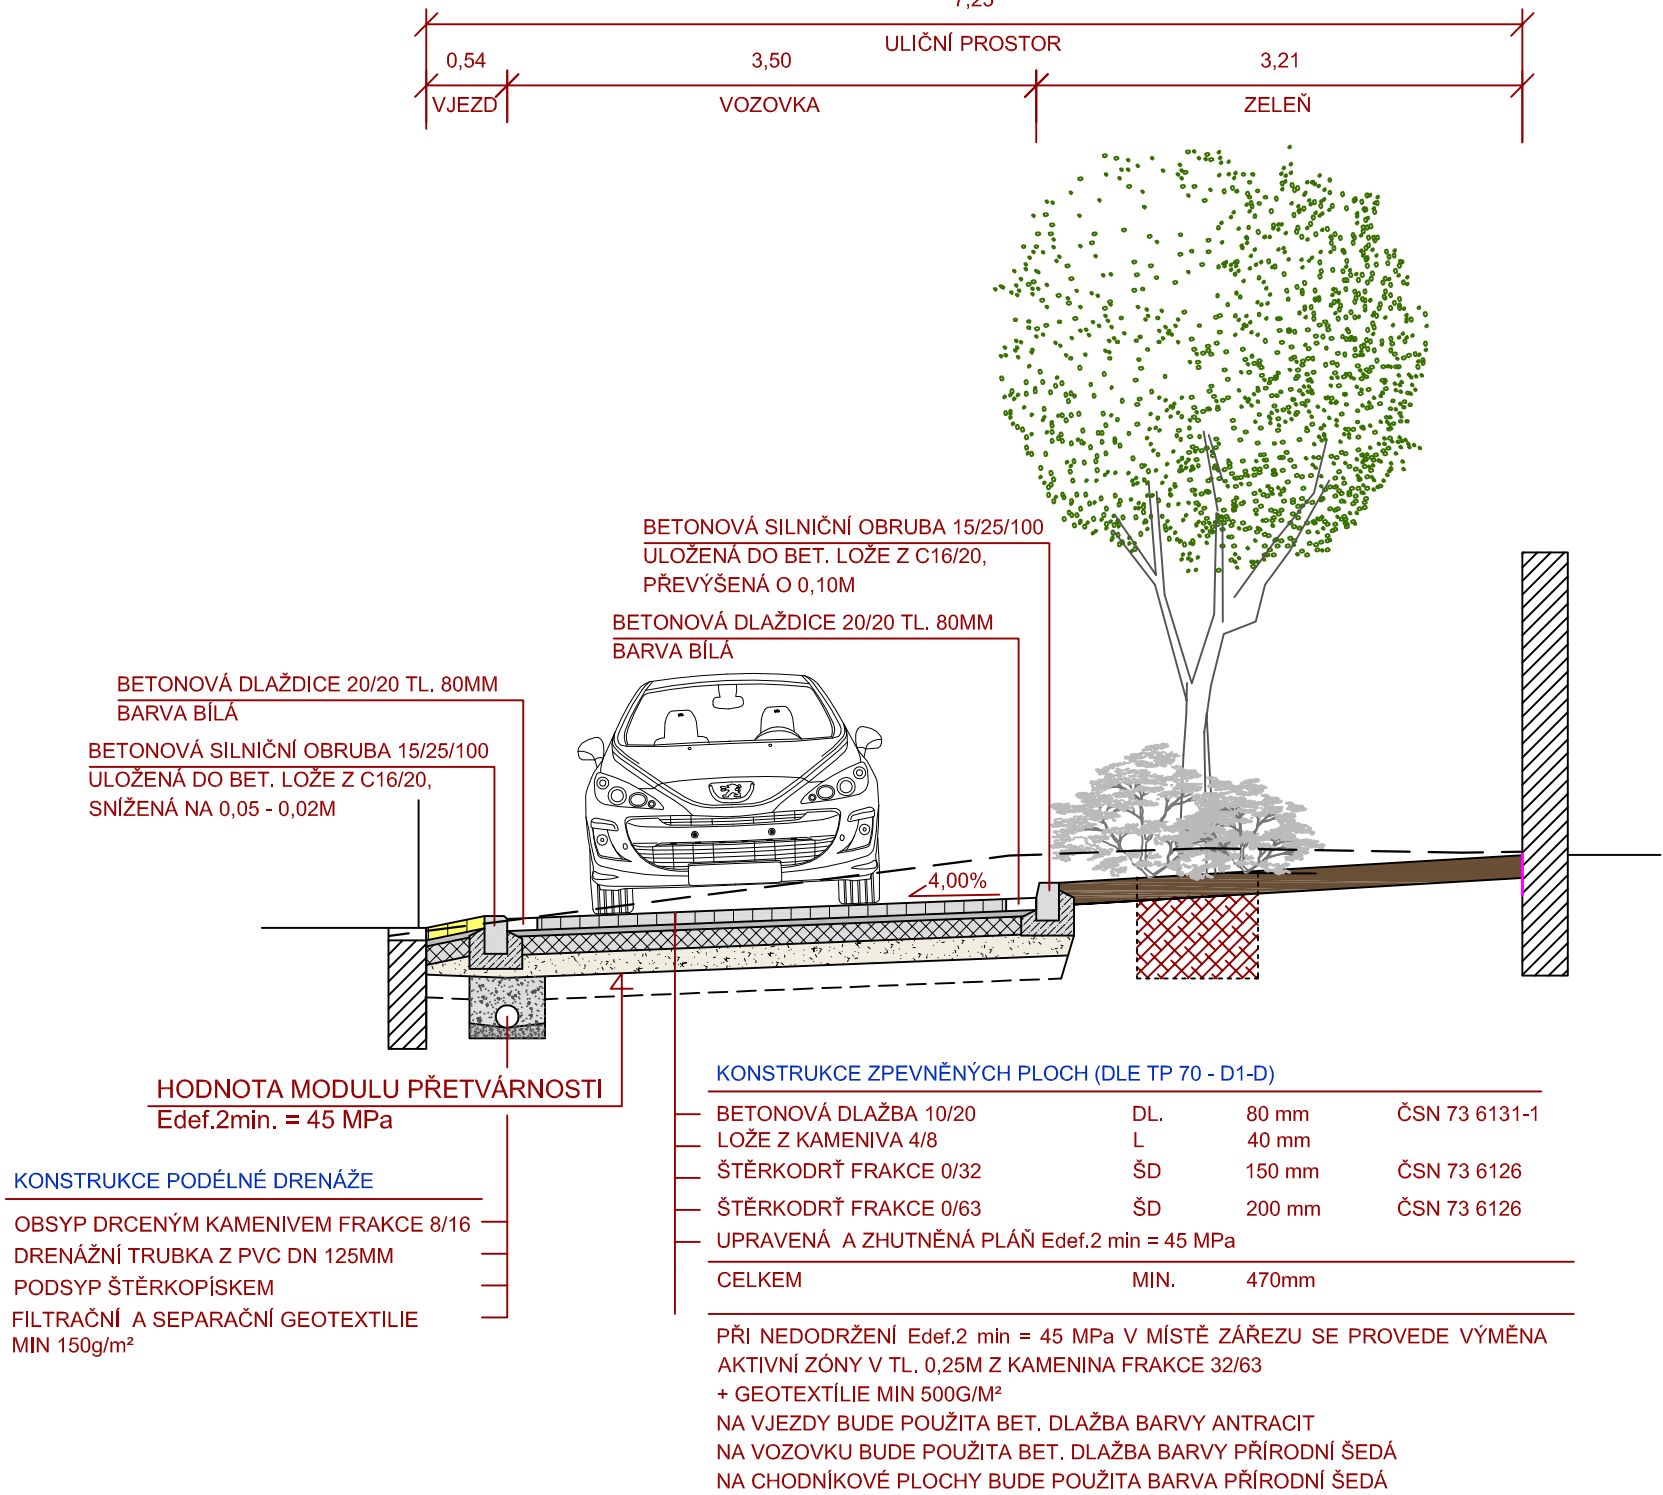 7,25
ULIČNÍ PROSTOR
0,54 3,50 3,21
VJEZD VOZOVKA ZELEŇ
BETONOVÁ SILNIČNÍ OBRUBA 15/25/100
ULOŽENÁ DO BET. LOŽE Z C16/20,
PŘEVÝŠENÁ O 0,10M
BETONOVÁ DLAŽDICE 20/20 TL. 80MM
BARVA BÍLÁ
BETONOVÁ DLAŽDICE 20/20 TL. 80MM
BARVA BÍLÁ
BETONOVÁ SILNIČNÍ OBRUBA 15/25/100
ULOŽENÁ DO BET. LOŽE Z C16/20,
SNÍŽENÁ NA 0,05 - 0,02M
4,00%
HODNOTA MODULU PŘETVÁRNOSTI
Edef.2min. = 45 MPa
KONSTRUKCE PODÉLNÉ DRENÁŽE
OBSYP DRCENÝM KAMENIVEM FRAKCE 8/16
DRENÁŽNÍ TRUBKA Z PVC DN 125MM
PODSYP ŠTĚRKOPÍSKEM
FILTRAČNÍ A SEPARAČNÍ GEOTEXTILIE
MIN 150g/m²
KONSTRUKCE ZPEVNĚNÝCH PLOCH (DLE TP 70 - D1-D)
BETONOVÁ DLAŽBA 10/20 DL. 80 mm ČSN 73 6131-1
LOŽE Z KAMENIVA 4/8 L 40 mm
ŠTĚRKODRŤ FRAKCE 0/32 ŠD 150 mm ČSN 73 6126
ŠTĚRKODRŤ FRAKCE 0/63 ŠD 200 mm ČSN 73 6126
UPRAVENÁ A ZHUTNĚNÁ PLÁŇ Edef.2 min = 45 MPa
CELKEM MIN. 470mm
PŘI NEDODRŽENÍ Edef.2 min = 45 MPa V MÍSTĚ ZÁŘEZU SE PROVEDE VÝMĚNA
AKTIVNÍ ZÓNY V TL. 0,25M Z KAMENINA FRAKCE 32/63
+ GEOTEXTÍLIE MIN 500G/M²
NA VJEZDY BUDE POUŽITA BET. DLAŽBA BARVY ANTRACIT
NA VOZOVKU BUDE POUŽITA BET. DLAŽBA BARVY PŘÍRODNÍ ŠEDÁ
NA CHODNÍKOVÉ PLOCHY BUDE POUŽITA BARVA PŘÍRODNÍ ŠEDÁ